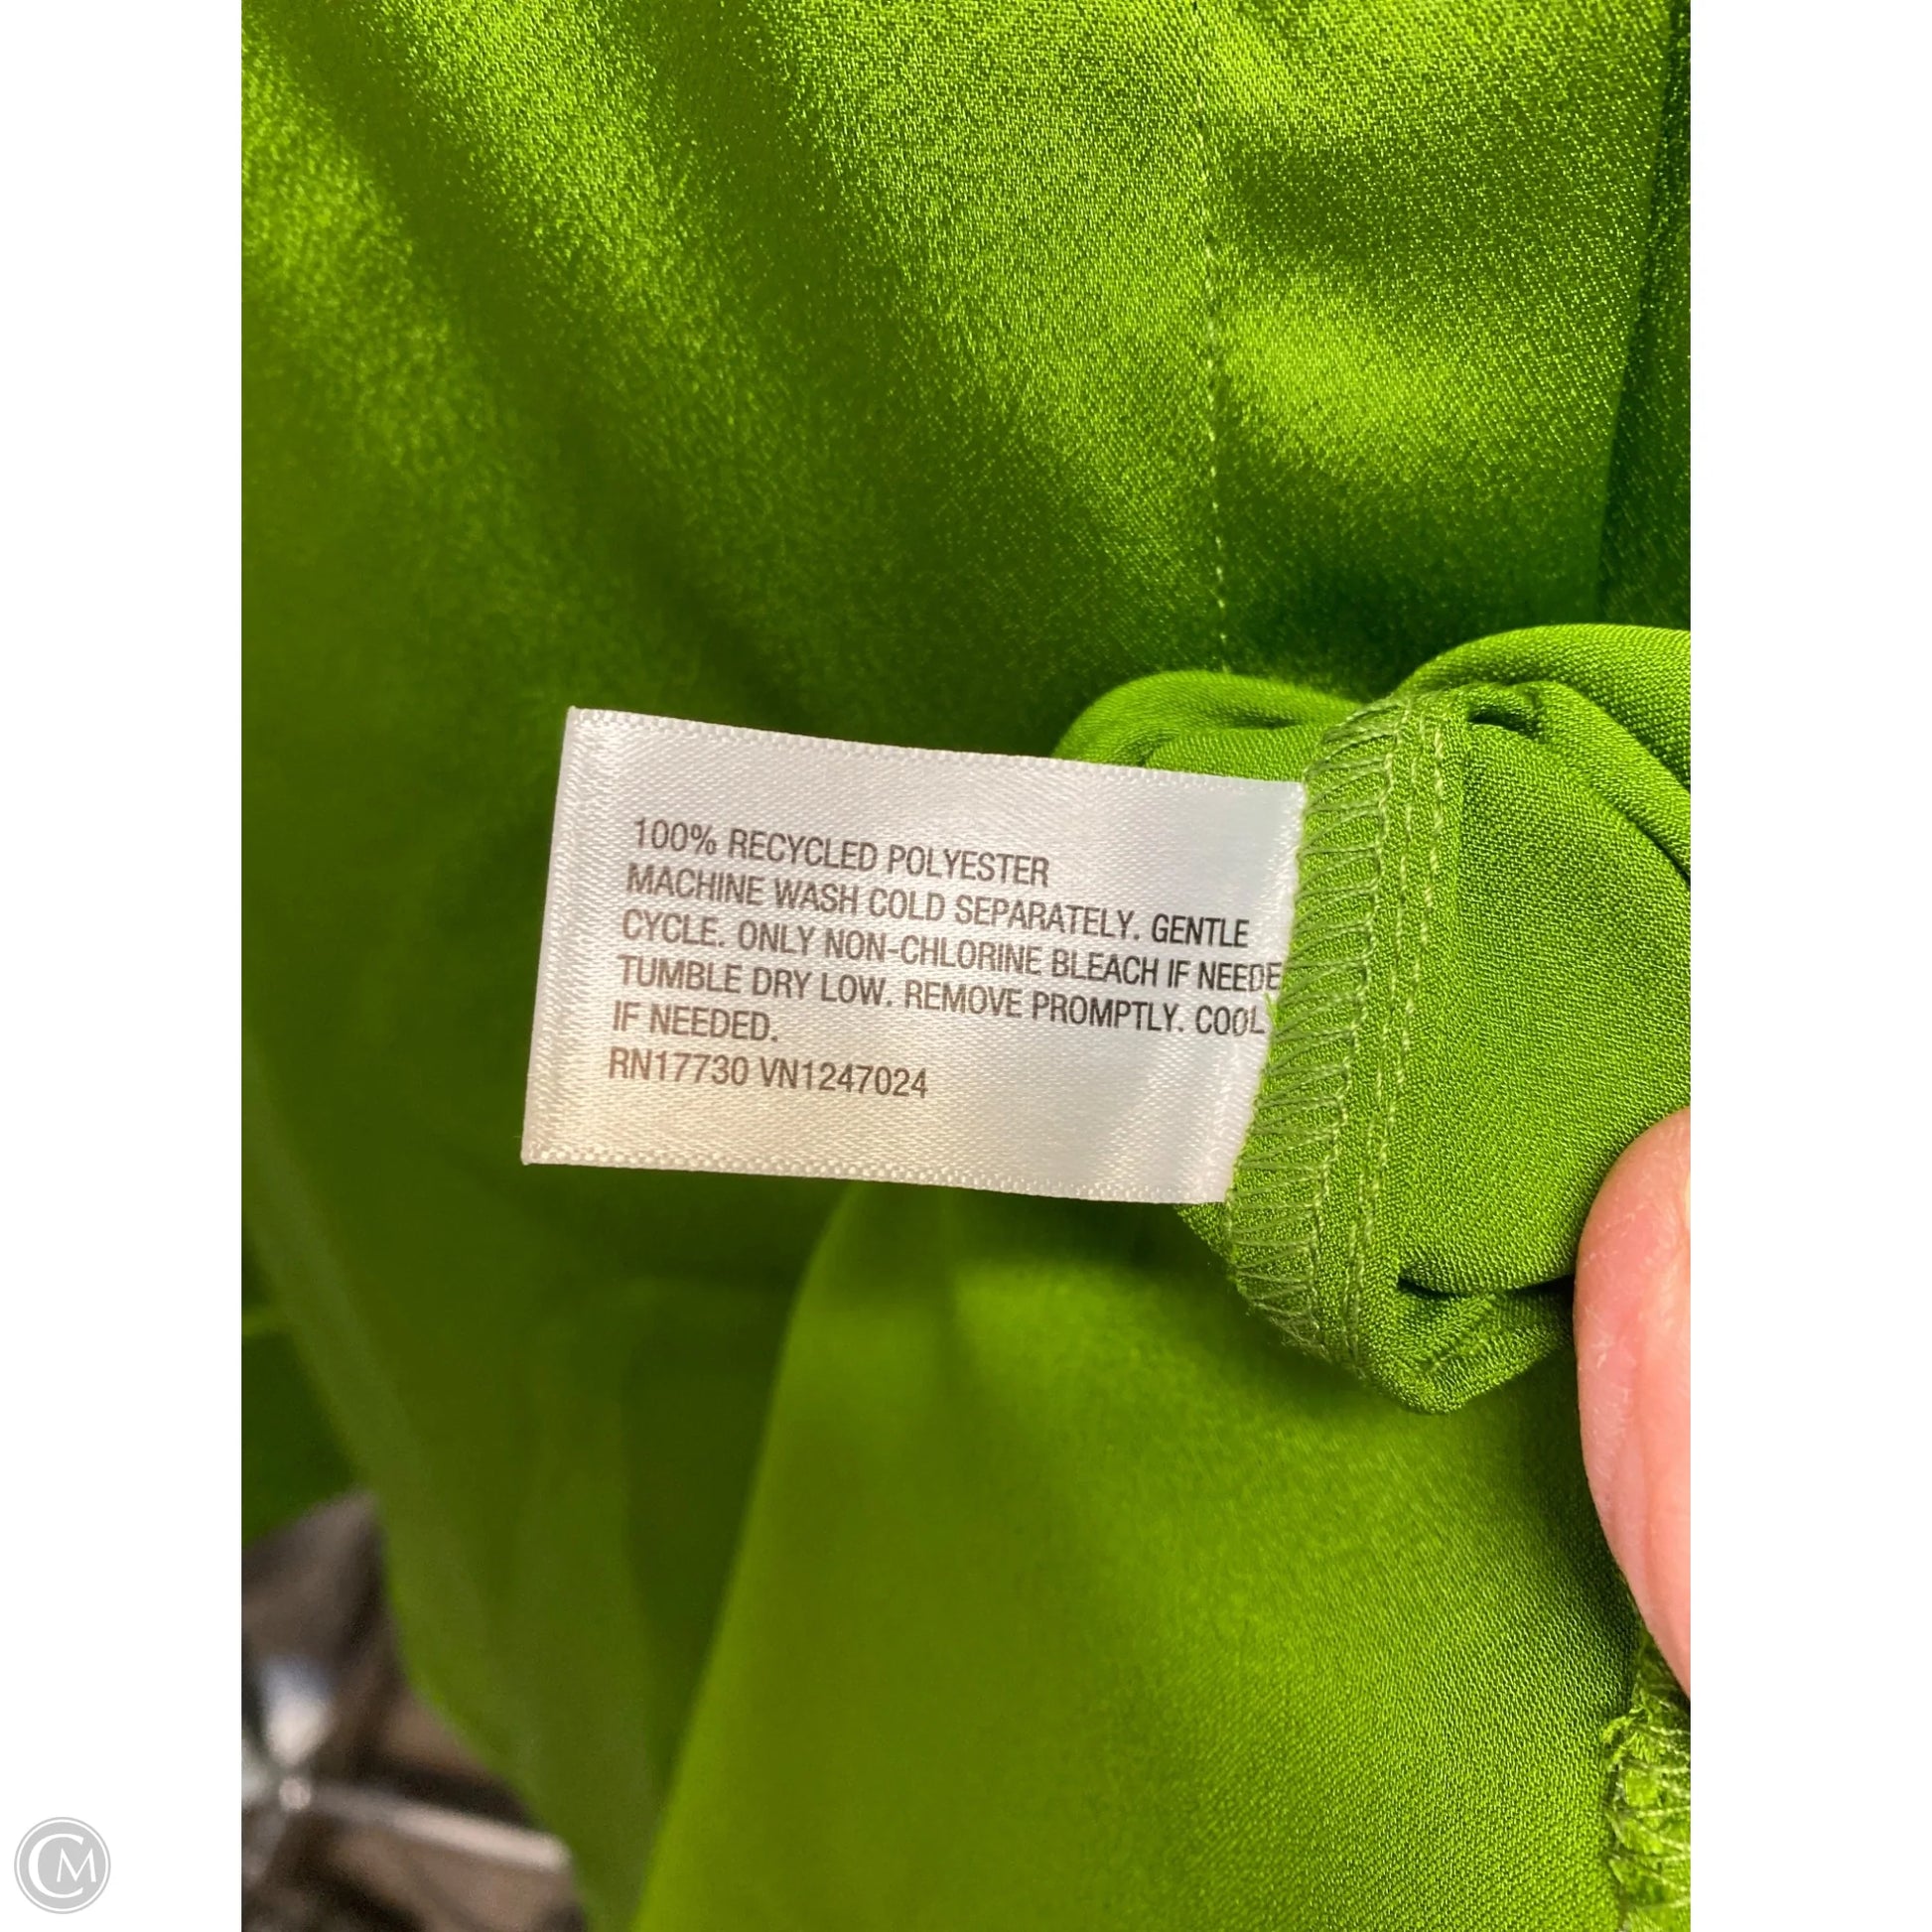 100% RECYCLED POLYESTER
MACHINE WASH COLD SEPARATELY. GENTLE
CYCLE. ONLY NON-CHLORINE BLEACH IF NEEDE
TUMBLE DRY LOW. REMOVE PROMPTLY. COOL
IF NEEDED.
RN17730 VN1247024
CM